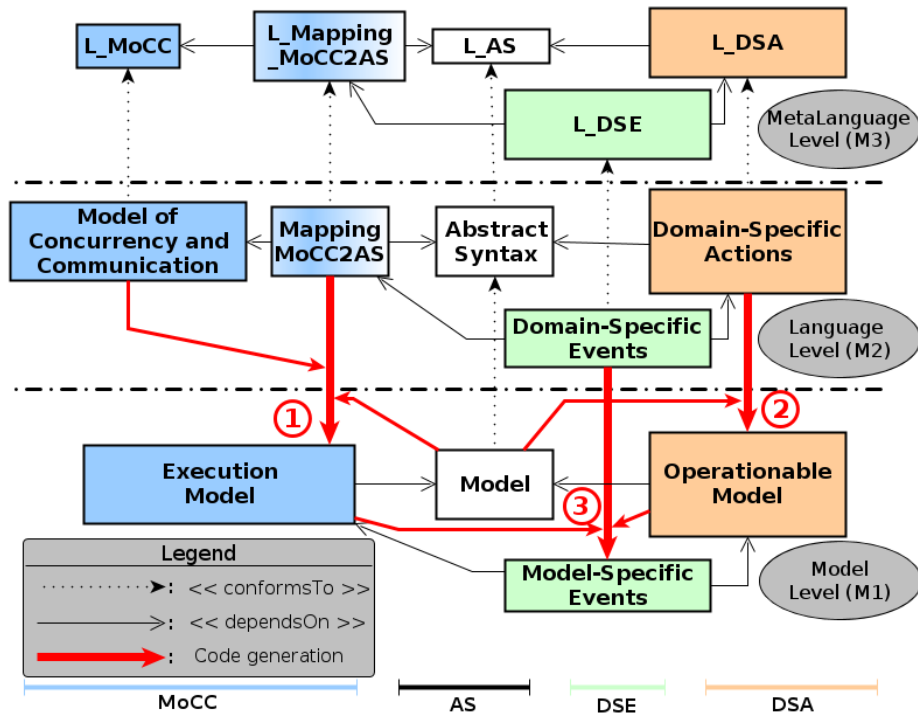 L_MoCC
L_Mapping
_MoCC2AS
L_AS
L_DSA
L_DSE
MetaLanguage
Level (M3)
Model of
Concurrency and
Communication
Mapping
MoCC2AS
Abstract
Syntax
Domain-Specific
Actions
Domain-Specific
Events
Language
Level (M2)
1
2
Execution
Model
Model
3
Operationable
Model
Model-Specific
Events
Model
Level (M1)
Legend
: << conformsTo >>
: << dependsOn >>
: Code generation
MoCC
AS
DSE
DSA